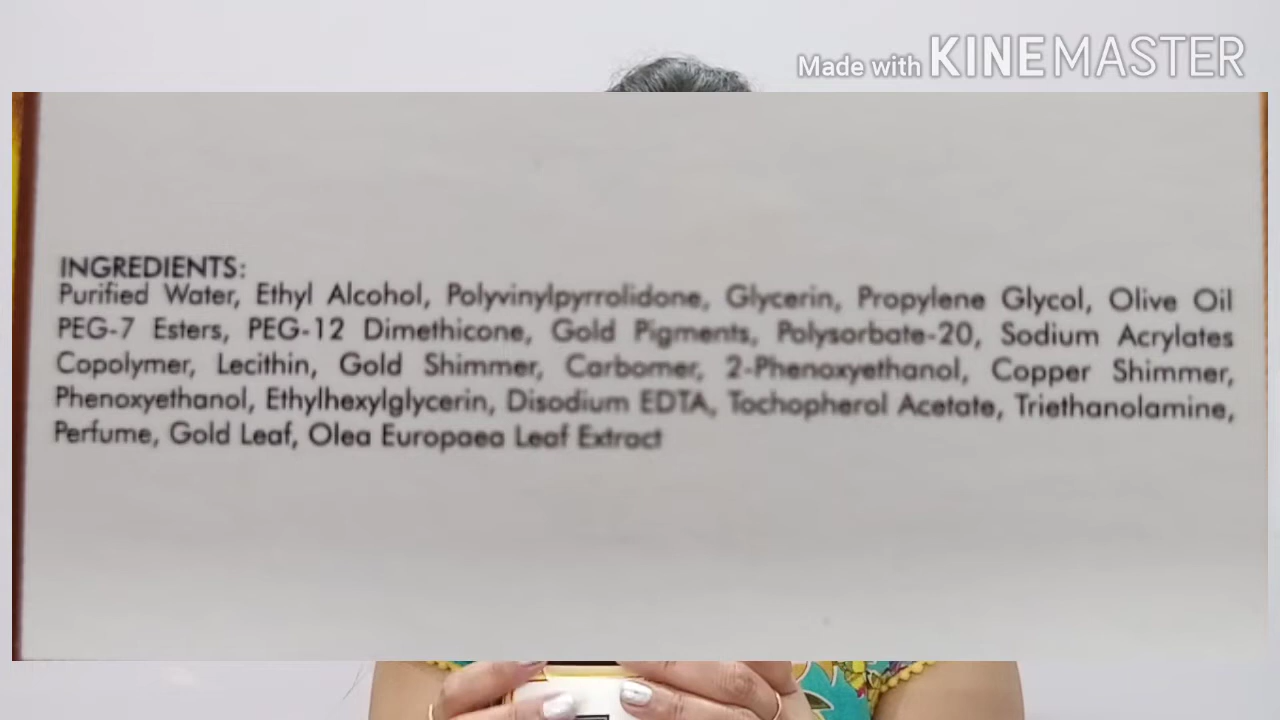 Made with KINEMASTER
INGREDIENTS:
Purified Water, Ethyl Alcohol, Polyvinylpyrrolidone, Glycerin, Propylene Glycol, Olive Oil
PEG-7 Esters, PEG-12 Dimethicone, Gold Pigments, Polysorbate-20, Sodium Acrylates
Copolymer, Lecithin, Gold Shimmer, Carbomer, 2-Phenoxyethanol, Copper Shimmer,
Phenoxyethanol, Ethylhexylglycerin, Disodium EDTA, Tochopherol Acetate, Triethanolamine,
Perfume, Gold Leaf, Olea Europaea Leaf Extract